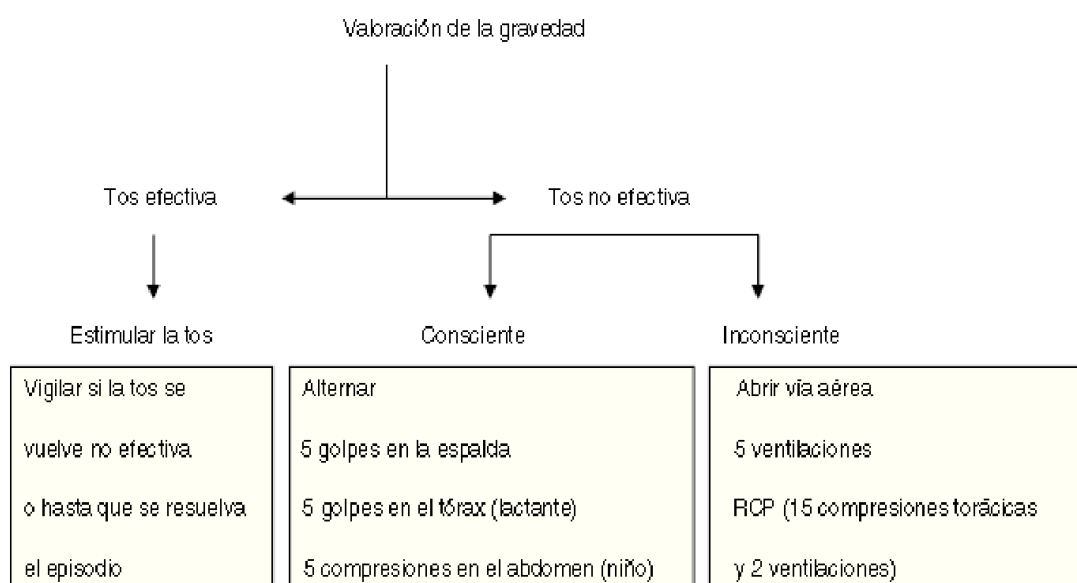 Valoración de la gravedad
Tos efectiva
Tos no efectiva
Estimular la tos
Consciente
Inconsciente
Vigilar si la tos se
vuelve no efectiva
o hasta que se resuelva
el episodio
Alternar
5 golpes en la espalda
5 golpes en el tórax (lactante)
5 compresiones en el abdomen (niño)
Abrir vía aérea
5 ventilaciones
RCP (15 compresiones torácicas
y 2 ventilaciones)